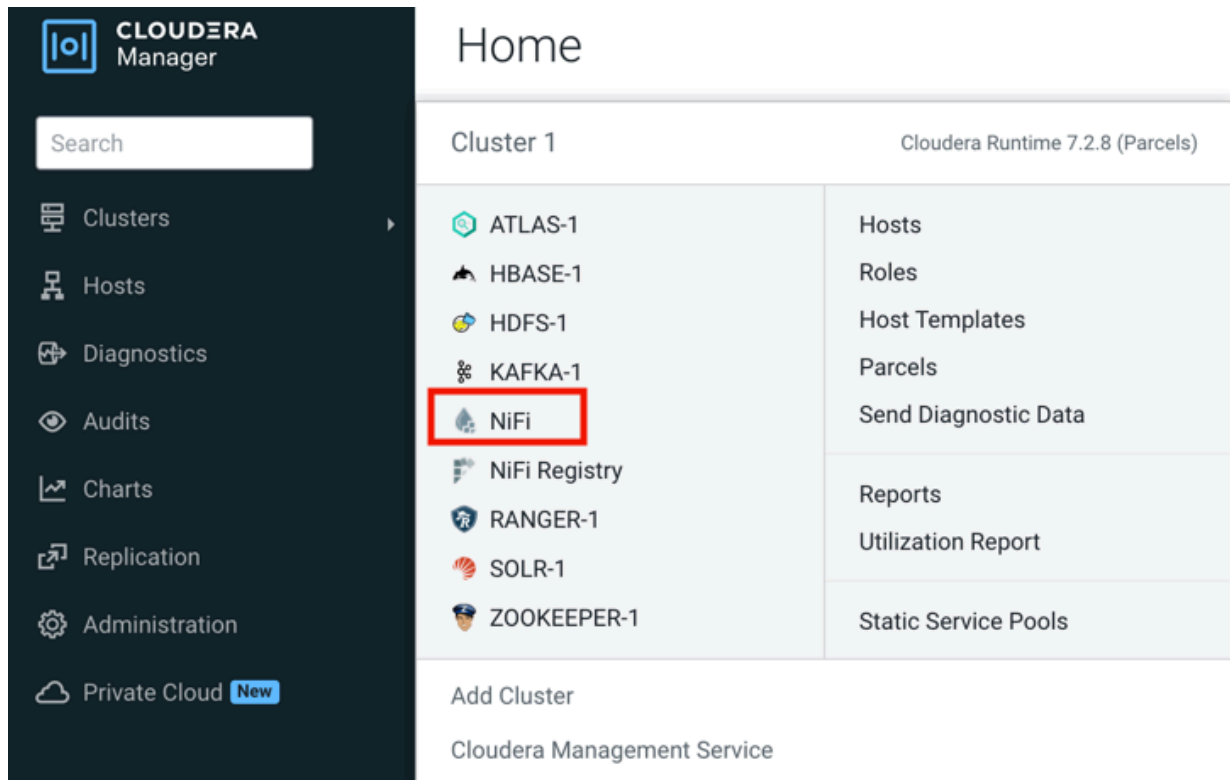 CLOUDERA
Manager
Search
Clusters
Hosts
Diagnostics
Audits
Charts
Replication
Administration
Private Cloud New
Home
Cluster 1
Cloudera Runtime 7.2.8 (Parcels)
ATLAS-1
HBASE-1
HDFS-1
KAFKA-1
NiFi
NiFi Registry
RANGER-1
SOLR-1
ZOOKEEPER-1
Hosts
Roles
Host Templates
Parcels
Send Diagnostic Data
Reports
Utilization Report
Static Service Pools
Add Cluster
Cloudera Management Service